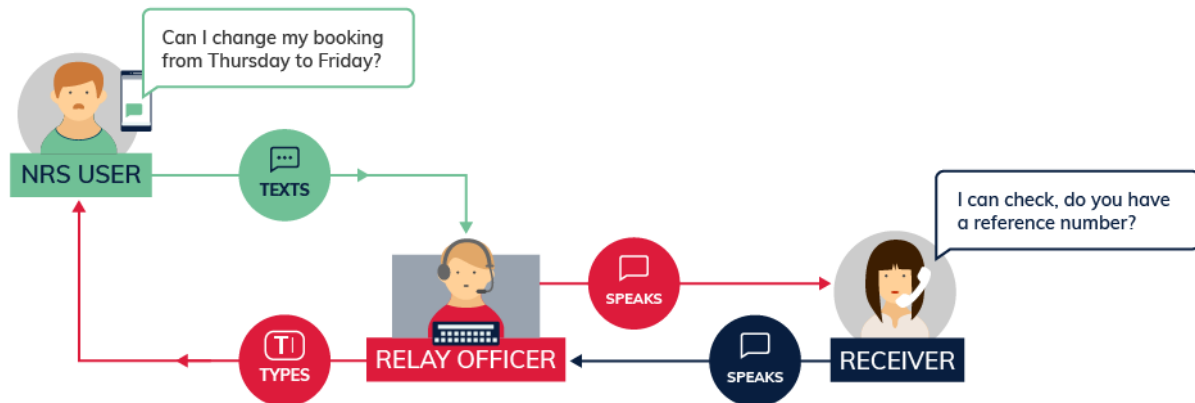 Can I change my booking
from Thursday to Friday?
NRS USER
TEXTS
I can check, do you have
a reference number?
SPEAKS
TI
TYPES
RELAY OFFICER
SPEAKS
RECEIVER